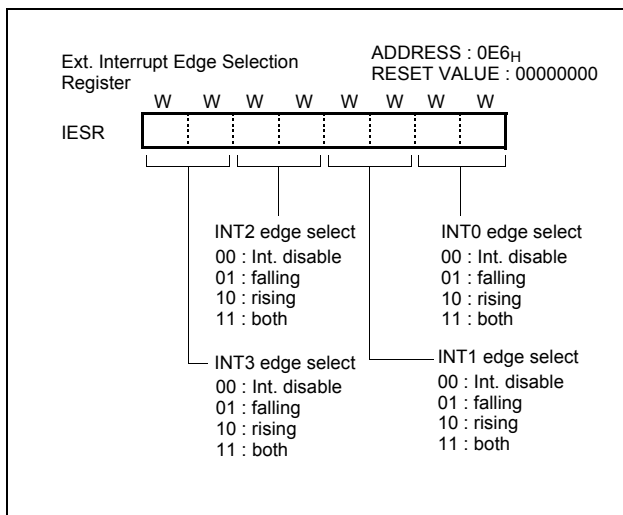 Ext. Interrupt Edge Selection
Register
ADDRESS : 0E6H
RESET VALUE : 00000000
W W W W W W W W
IESR
INT2 edge select
00 : Int. disable
01 : falling
10 : rising
11 : both
INT0 edge select
00 : Int. disable
01 : falling
10 : rising
11 : both
INT3 edge select
00 : Int. disable
01 : falling
10 : rising
11 : both
INT1 edge select
00 : Int. disable
01 : falling
10 : rising
11 : both